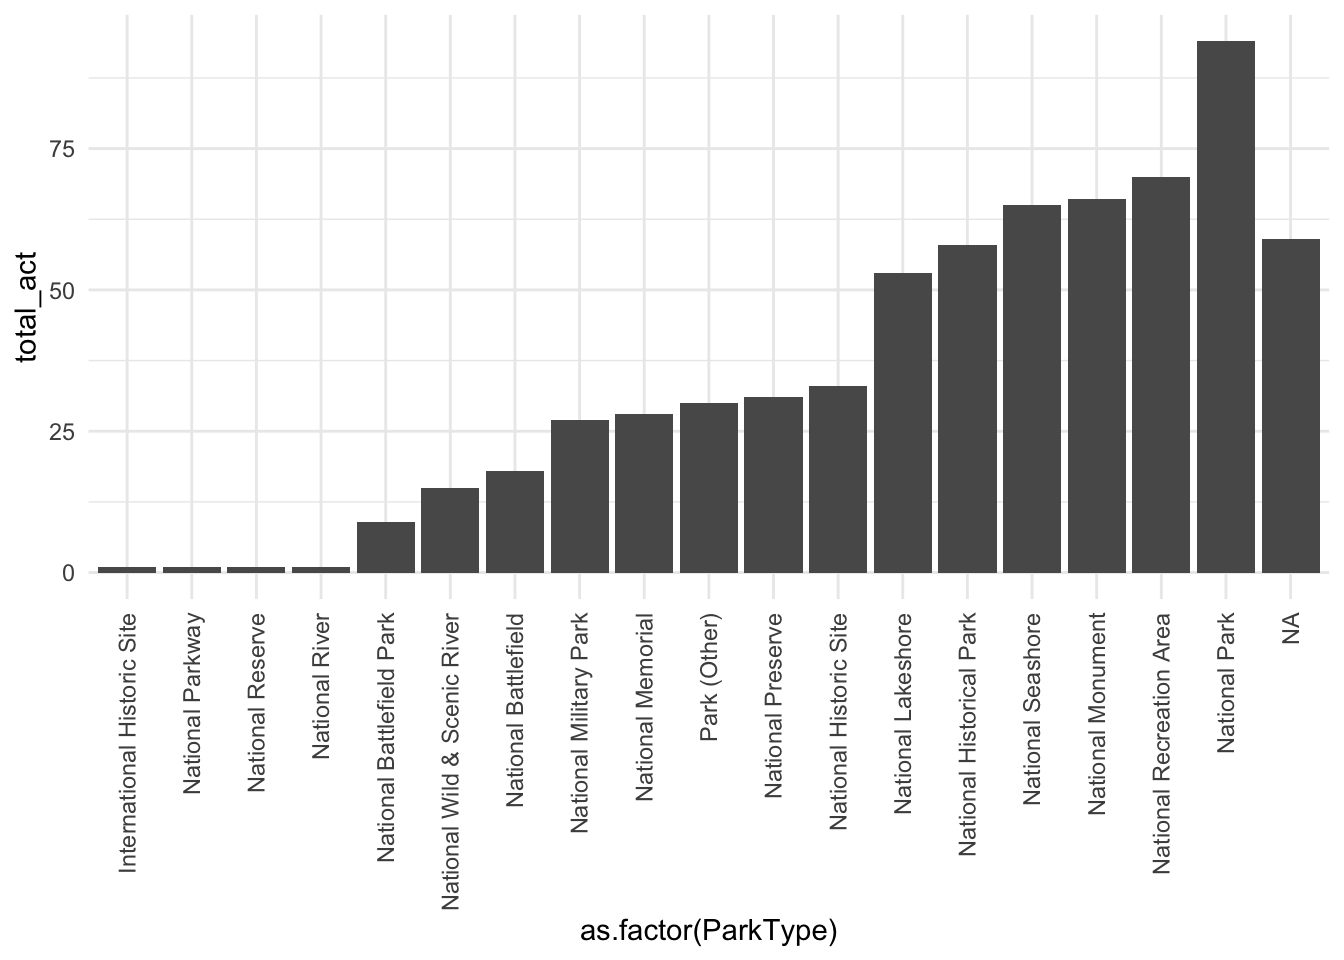 75
50
25
0
total_act
International Historic Site
National Parkway
National Reserve
National River
National Battlefield Park
National Wild & Scenic River
National Battlefield
National Military Park
National Memorial
Park (Other)
National Preserve
National Historic Site
National Lakeshore
National Historical Park
National Seashore
National Monument
National Recreation Area
National Park
NA
as.factor(ParkType)